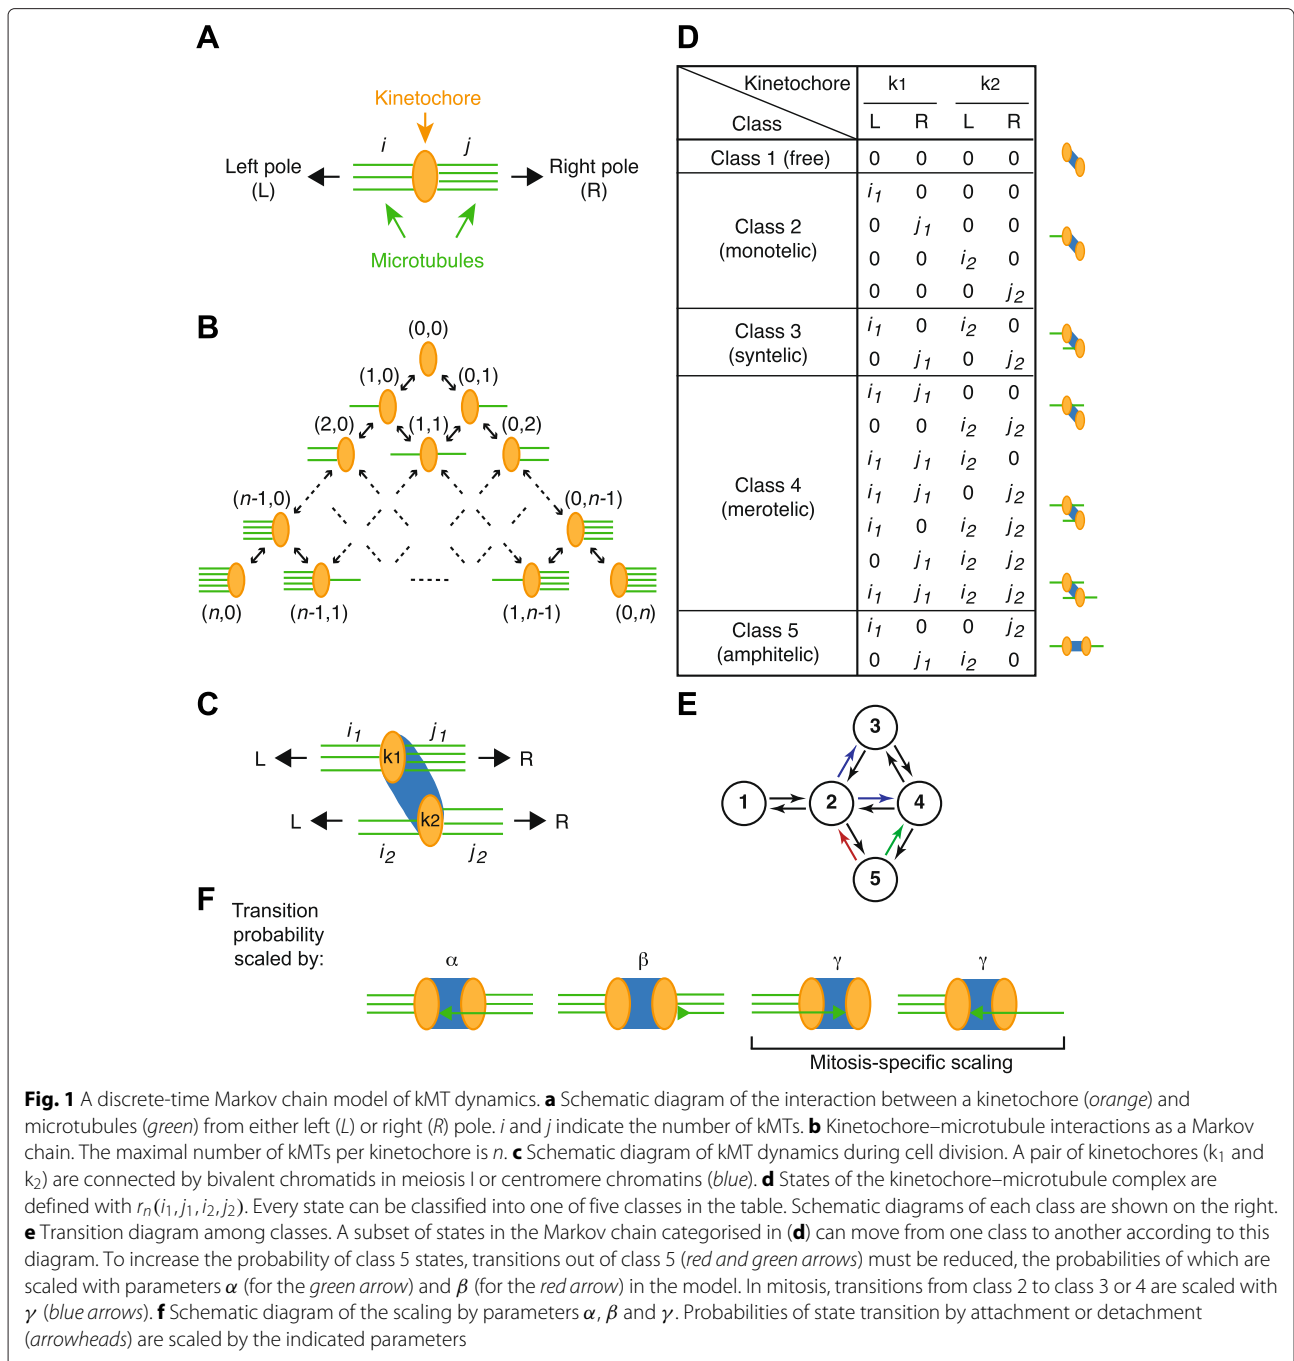 A
Kinetochore
i
j
Left pole
(L)
Right pole
(R)
Microtubules
B
(0,0)
(1,0)
(0,1)
(2,0)
(1,1)
(0,2)
(n-1,0)
(0,n-1)
(n,0)
(n-1,1)
(1,n-1)
(0,n)
C
i1
j1
L
k1
R
L
k2
R
i2
j2
D
Kinetochore k1 k2
Class L R L R
Class 1 (free) 0 0 0 0
Class 2
(monotelic)
i1 0 0 0
0 j1 0 0
0 0 i2 0
0 0 0 j2
Class 3
(syntelic)
i1 0 i2 0
0 j1 0 j2
Class 4
(merotelic)
i1 j1 0 0
0 0 i2 j2
i1 j1 i2 0
i1 j1 0 j2
i1 0 i2 j2
0 j1 i2 j2
i1 j1 i2 j2
Class 5
(amphitelic)
i1 0 0 j2
0 j1 i2 0
E
3
1 2 4
5
F
Transition
probability
scaled by:
α β γ γ
Mitosis-specific scaling
Fig. 1 A discrete-time Markov chain model of kMT dynamics. a Schematic diagram of the interaction between a kinetochore (orange) and
microtubules (green) from either left (L) or right (R) pole. i and j indicate the number of kMTs. b Kinetochore–microtubule interactions as a Markov
chain. The maximal number of kMTs per kinetochore is n. c Schematic diagram of kMT dynamics during cell division. A pair of kinetochores (k1 and
k2) are connected by bivalent chromatids in meiosis I or centromere chromatins (blue). d States of the kinetochore–microtubule complex are
defined with rn(i1, j1, i2, j2). Every state can be classified into one of five classes in the table. Schematic diagrams of each class are shown on the right.
e Transition diagram among classes. A subset of states in the Markov chain categorised in (d) can move from one class to another according to this
diagram. To increase the probability of class 5 states, transitions out of class 5 (red and green arrows) must be reduced, the probabilities of which are
scaled with parameters α (for the green arrow) and β (for the red arrow) in the model. In mitosis, transitions from class 2 to class 3 or 4 are scaled with
γ (blue arrows). f Schematic diagram of the scaling by parameters α, β and γ. Probabilities of state transition by attachment or detachment
(arrowheads) are scaled by the indicated parameters